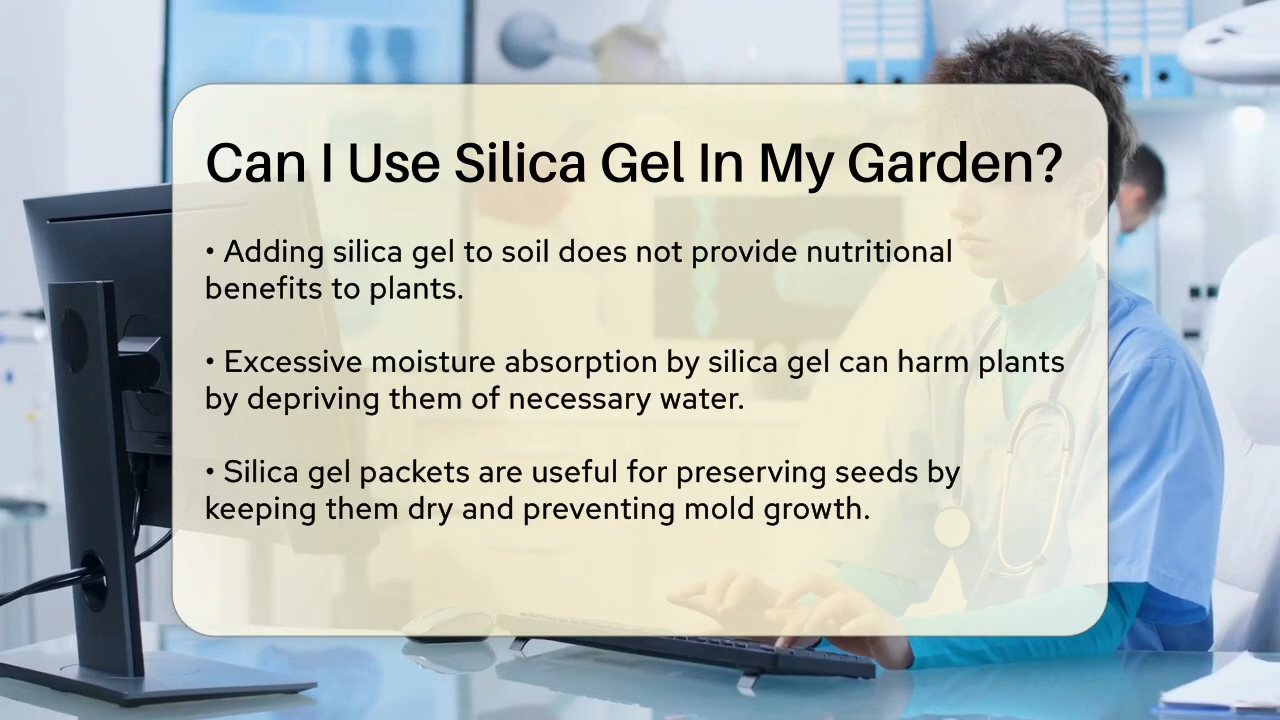 Can I Use Silica Gel In My Garden?
• Adding silica gel to soil does not provide nutritional
benefits to plants.
• Excessive moisture absorption by silica gel can harm plants
by depriving them of necessary water.
• Silica gel packets are useful for preserving seeds by
keeping them dry and preventing mold growth.